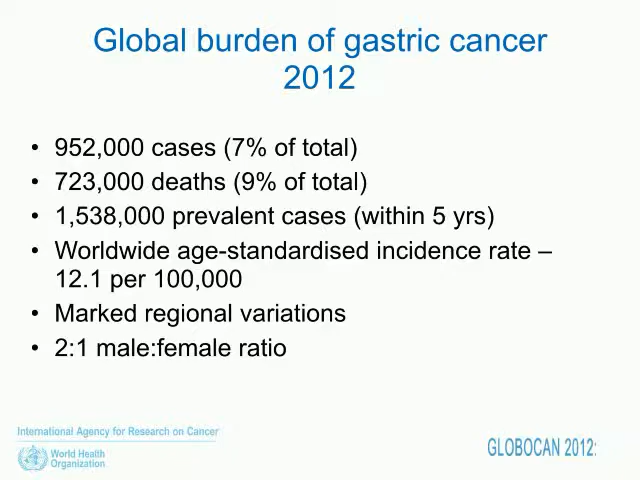 Global burden of gastric cancer
2012
• 952,000 cases (7% of total)
• 723,000 deaths (9% of total)
• 1,538,000 prevalent cases (within 5 yrs)
• Worldwide age-standardised incidence rate –
12.1 per 100,000
• Marked regional variations
• 2:1 male:female ratio
International Agency for Research on Cancer
World Health
Organization
GLOBOCAN 2012: